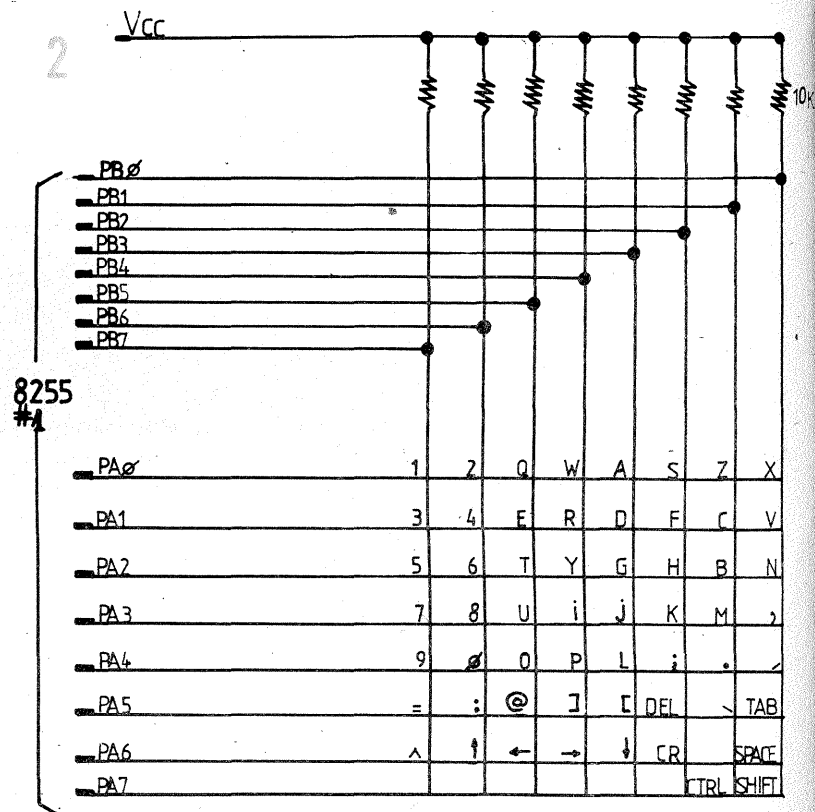 Vcc
2
10K
PBØ
PB1
PB2
PB3
PB4
PB5
PB6
PB7
8255
#1
PAØ 1 2 Q W A S Z X
PA1 3 4 E R D F C V
PA2 5 6 T Y G H B N
PA3 7 8 U i j K M ,
PA4 9 Ø O P L ; . ⸝
PA5 = : @ ] [ DEL \ TAB
PA6 ^ ↑ ← → ↓ CR SPACE
PA7 CTRL SHIFT